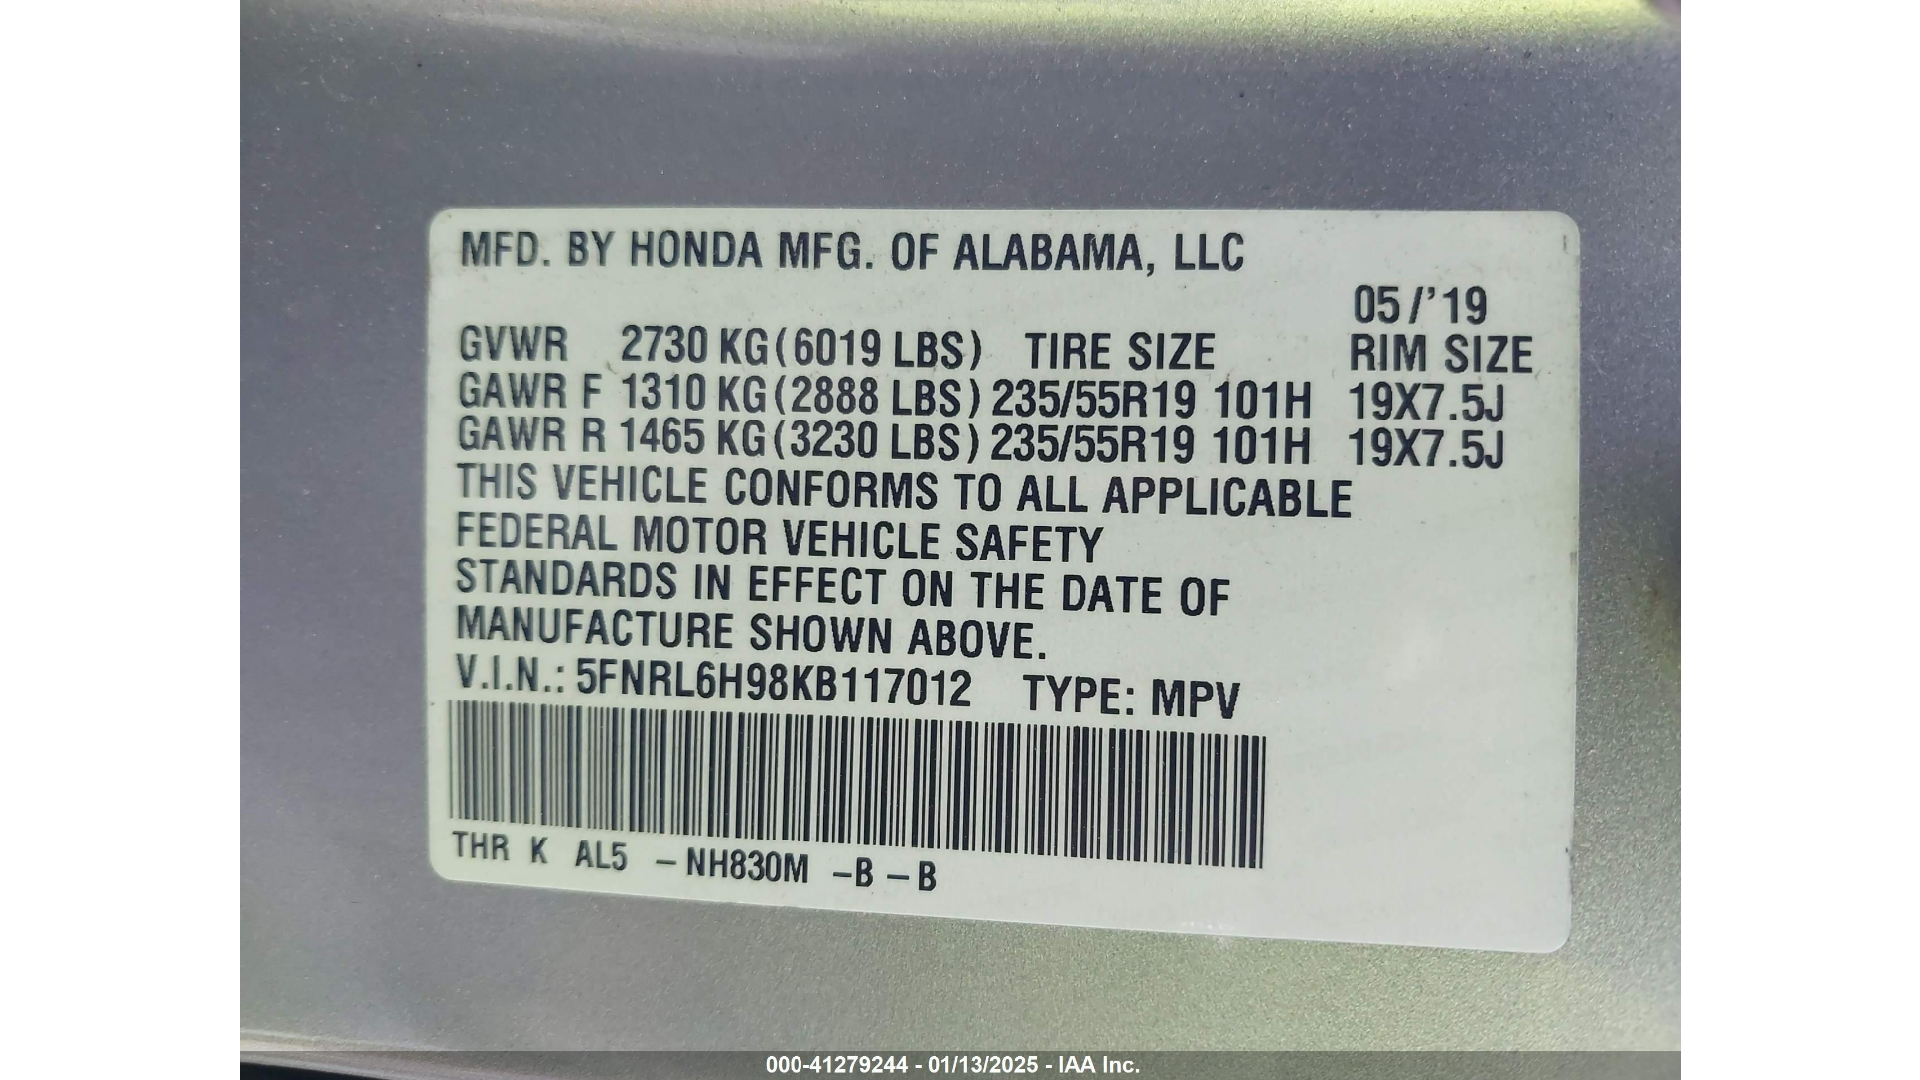 MFD. BY HONDA MFG. OF ALABAMA, LLC
05/'19
GVWR 2730 KG (6019 LBS) TIRE SIZE RIM SIZE
GAWR F 1310 KG (2888 LBS) 235/55R19 101H 19X7.5J
GAWR R 1465 KG (3230 LBS) 235/55R19 101H 19X7.5J
THIS VEHICLE CONFORMS TO ALL APPLICABLE
FEDERAL MOTOR VEHICLE SAFETY
STANDARDS IN EFFECT ON THE DATE OF
MANUFACTURE SHOWN ABOVE.
V.I.N.: 5FNRL6H98KB117012 TYPE: MPV
THR K AL5 -NH830M -B -B
000-41279244 - 01/13/2025 - IAA Inc.